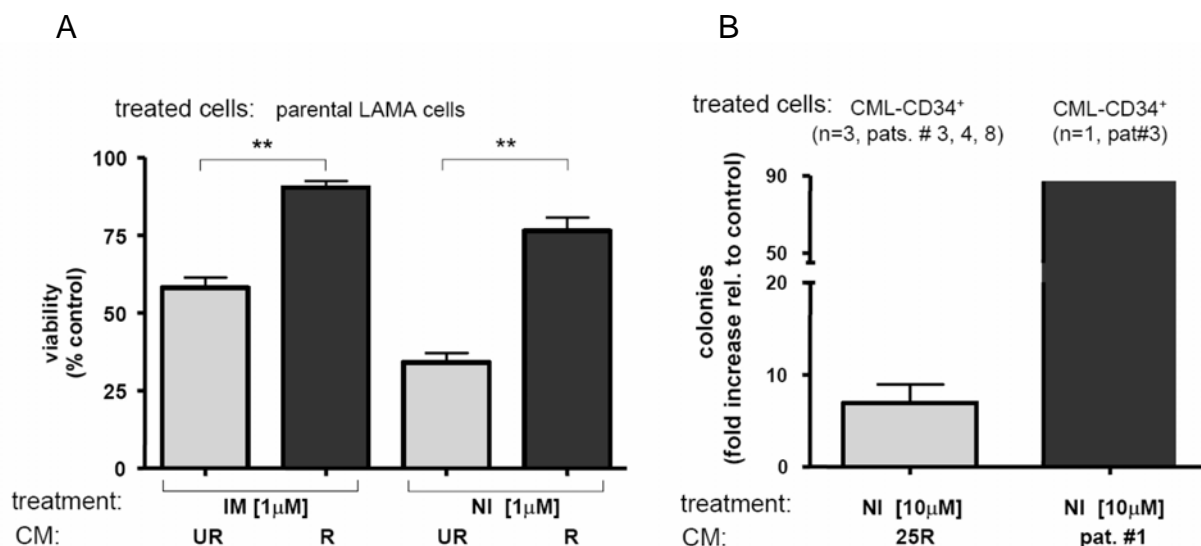 A
treated cells: parental LAMA cells
** **
100
75
50
25
0
viability
(% control)
treatment: IM [1µM] NI [1µM]
CM: UR R UR R
B
treated cells: CML-CD34⁺ CML-CD34⁺
(n=3, pats. # 3, 4, 8) (n=1, pat#3)
90
50
20
10
0
colonies
(fold increase rel. to control)
treatment: NI [10µM] NI [10µM]
CM: 25R pat. #1